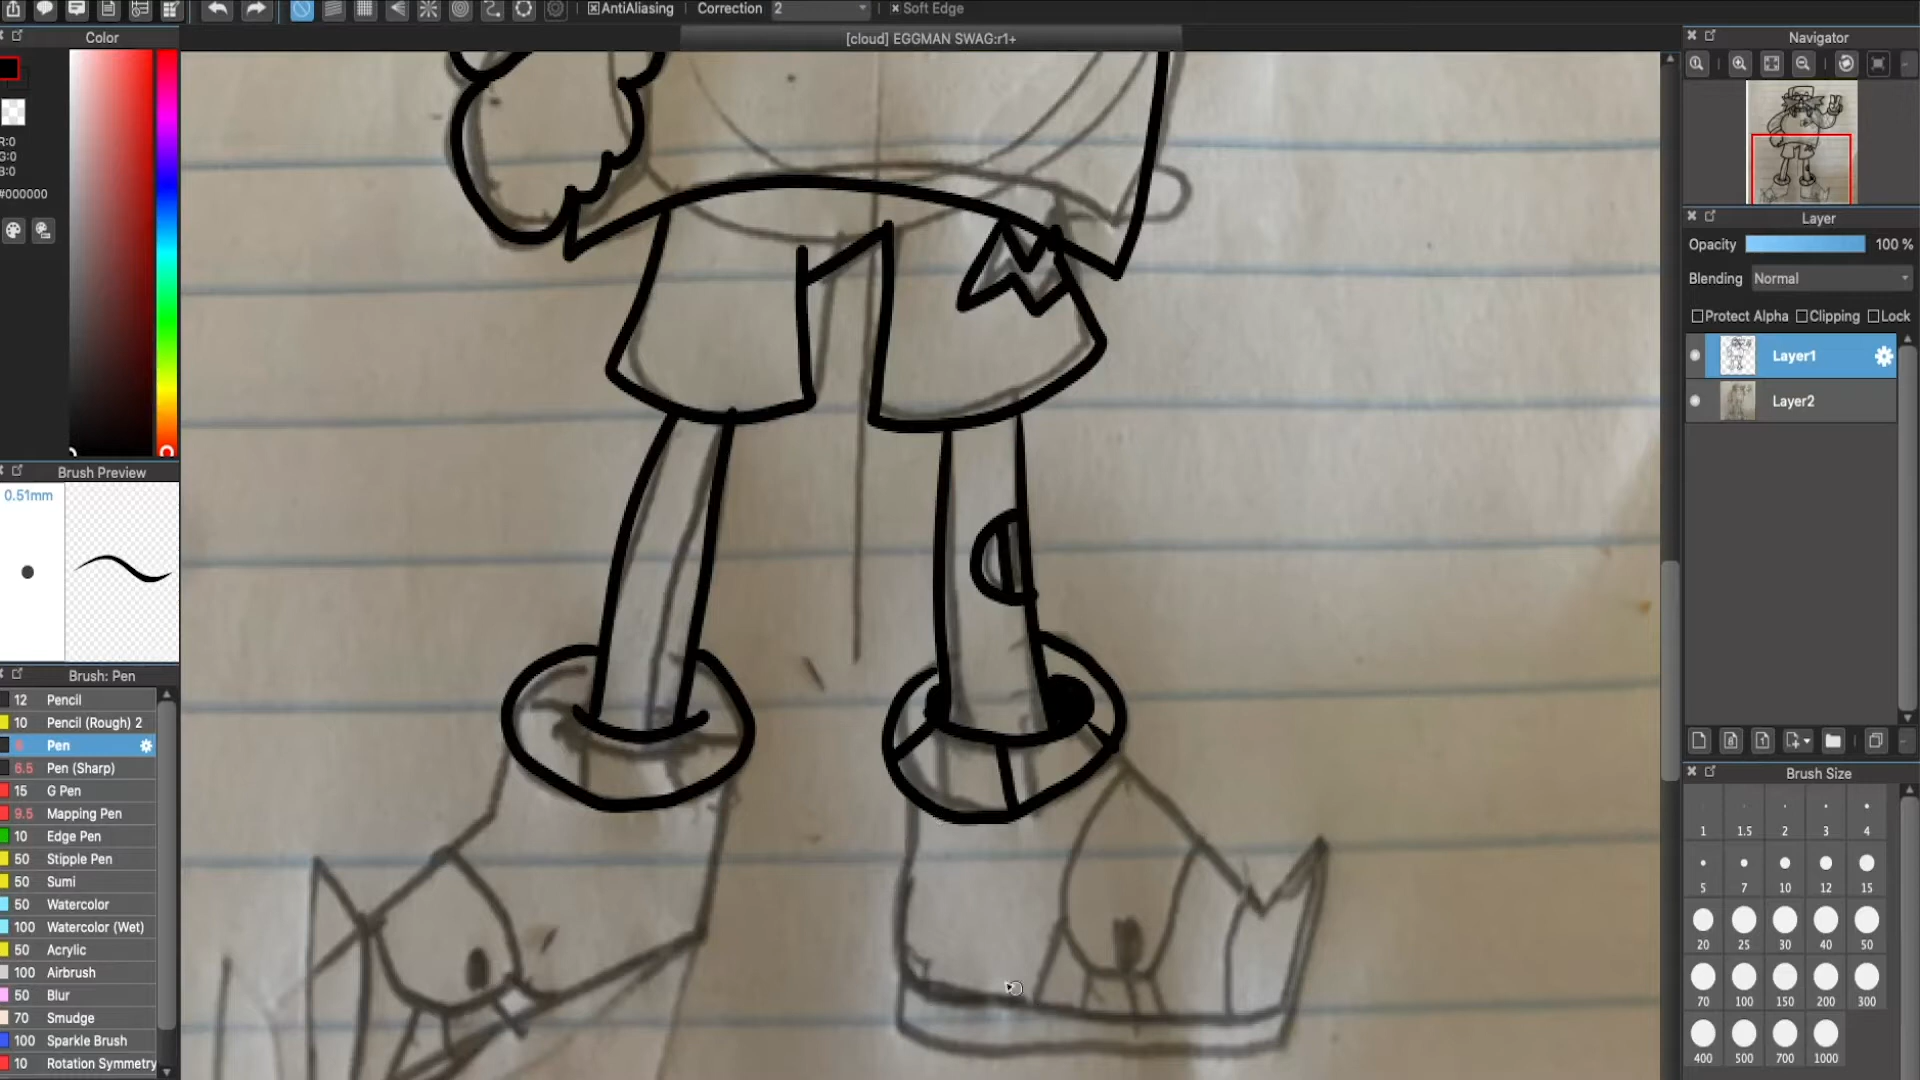 AntiAliasing Correction 2 Soft Edge
[cloud] EGGMAN SWAG:r1+
Color
R:0
G:0
B:0
#000000
Brush Preview
0.51mm
Brush: Pen
12 Pencil
10 Pencil (Rough) 2
Pen
6.5 Pen (Sharp)
15 G Pen
9.5 Mapping Pen
10 Edge Pen
50 Stipple Pen
50 Sumi
50 Watercolor
100 Watercolor (Wet)
50 Acrylic
100 Airbrush
50 Blur
70 Smudge
100 Sparkle Brush
10 Rotation Symmetry
Navigator
Layer
Opacity 100 %
Blending Normal
Protect Alpha Clipping Lock
Layer1
Layer2
Brush Size
1 1.5 2 3 4
5 7 10 12 15
20 25 30 40 50
70 100 150 200 300
400 500 700 1000